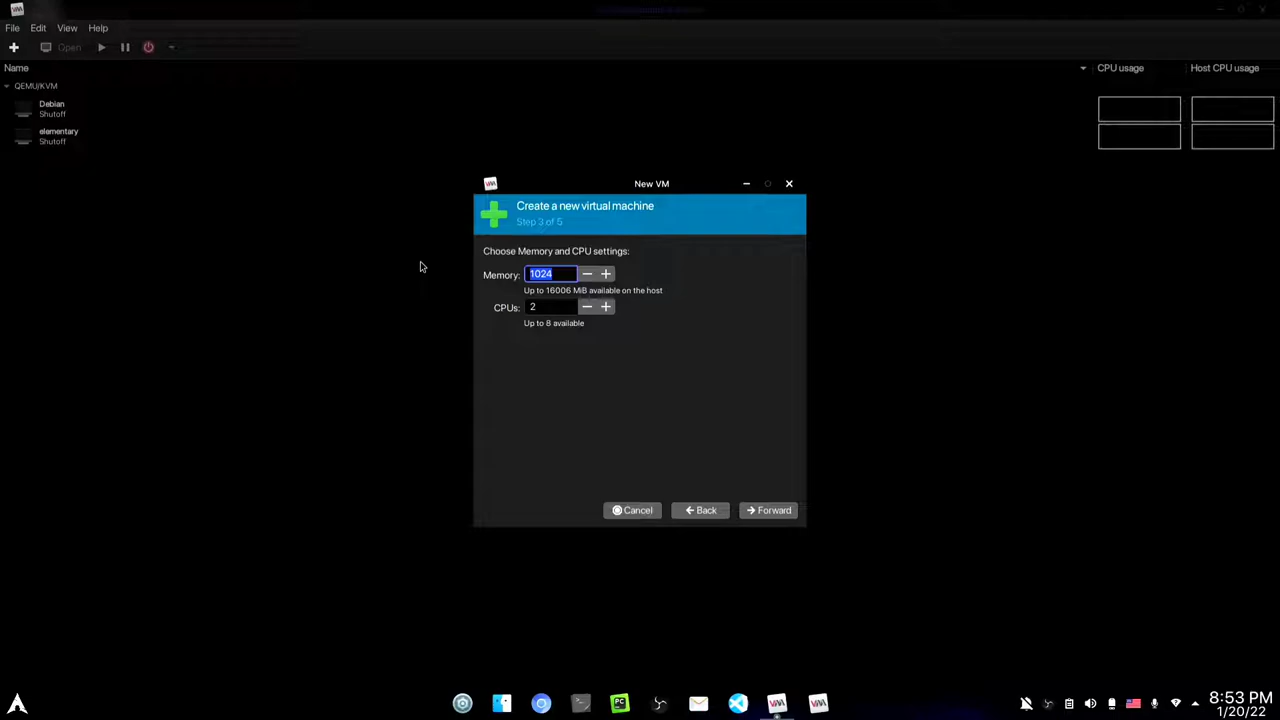 File Edit View Help
Open
Name CPU usage Host CPU usage
QEMU/KVM
Debian
Shutoff
elementary
Shutoff
New VM
Create a new virtual machine
Step 3 of 5
Choose Memory and CPU settings:
Memory: 1024
Up to 16006 MiB available on the host
CPUs: 2
Up to 8 available
Cancel Back Forward
8:53 PM
1/20/22